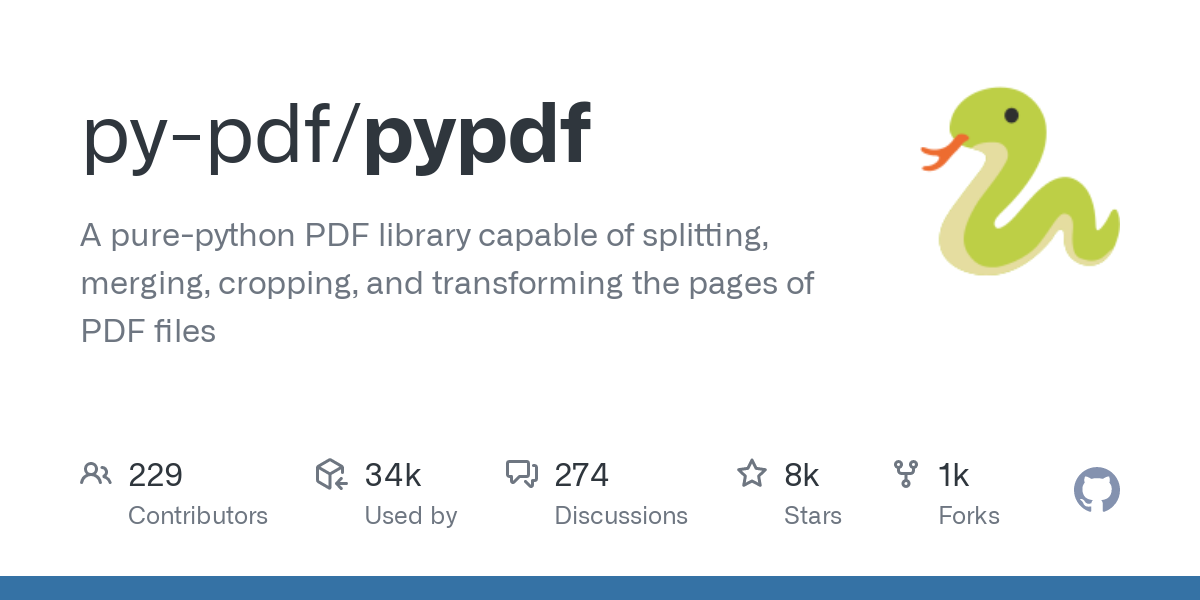 py-pdf/pypdf
A pure-python PDF library capable of splitting,
merging, cropping, and transforming the pages of
PDF files
229 34k 274 8k 1k
Contributors Used by Discussions Stars Forks